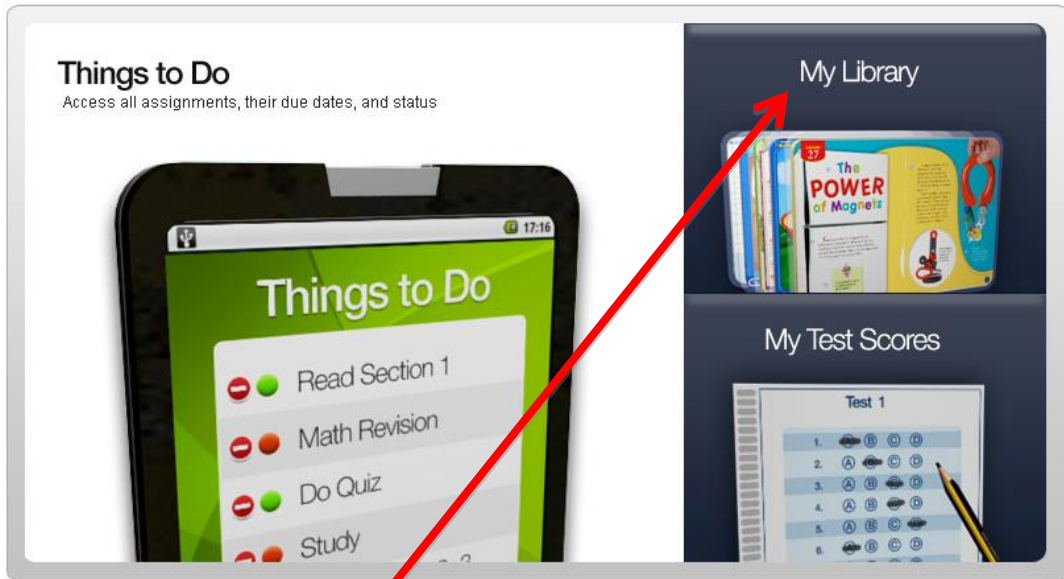 Things to Do
Access all assignments, their due dates, and status
17:16
Things to Do
Read Section 1
Math Revision
Do Quiz
Study
My Library
27
The
POWER
of Magnets
My Test Scores
Test 1
1. A B C D
2. A B C D
3. A B C D
4. A B C D
5. A B C D
6. A B C D